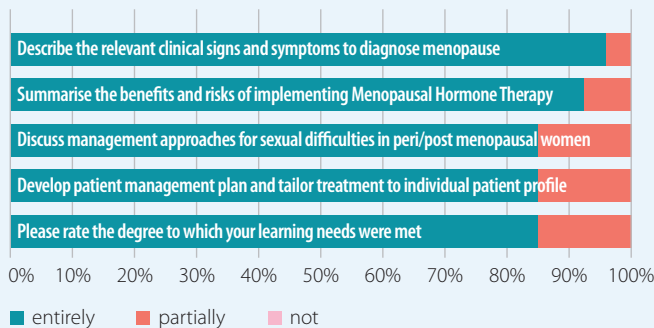 Describe the relevant clinical signs and symptoms to diagnose menopause
Summarise the benefits and risks of implementing Menopausal Hormone Therapy
Discuss management approaches for sexual difficulties in peri/post menopausal women
Develop patient management plan and tailor treatment to individual patient profile
Please rate the degree to which your learning needs were met
0% 10% 20% 30% 40% 50% 60% 70% 80% 90% 100%
entirely partially not